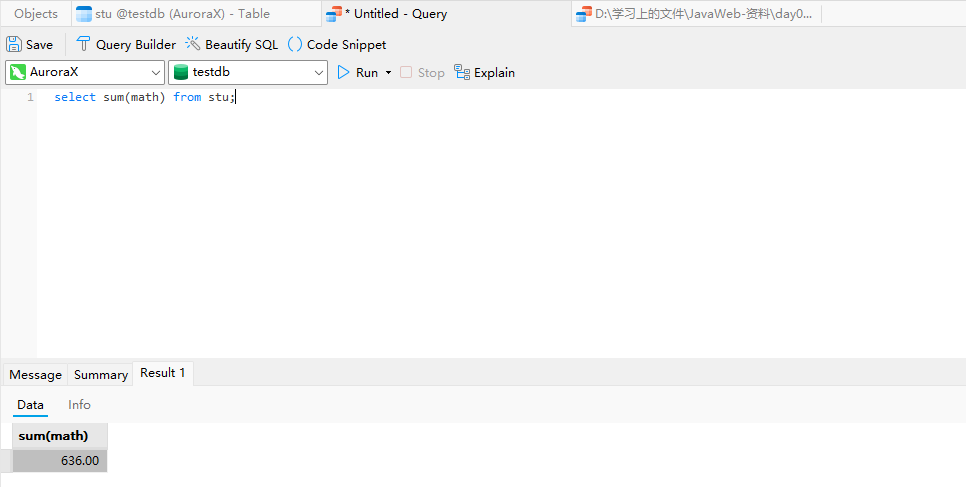 Objects stu @testdb (AuroraX) - Table * Untitled - Query D:\学习上的文件\JavaWeb-资料\day0...
Save Query Builder Beautify SQL () Code Snippet
AuroraX testdb Run Stop Explain
1 select sum(math) from stu;
Message Summary Result 1
Data Info
sum(math)
636.00